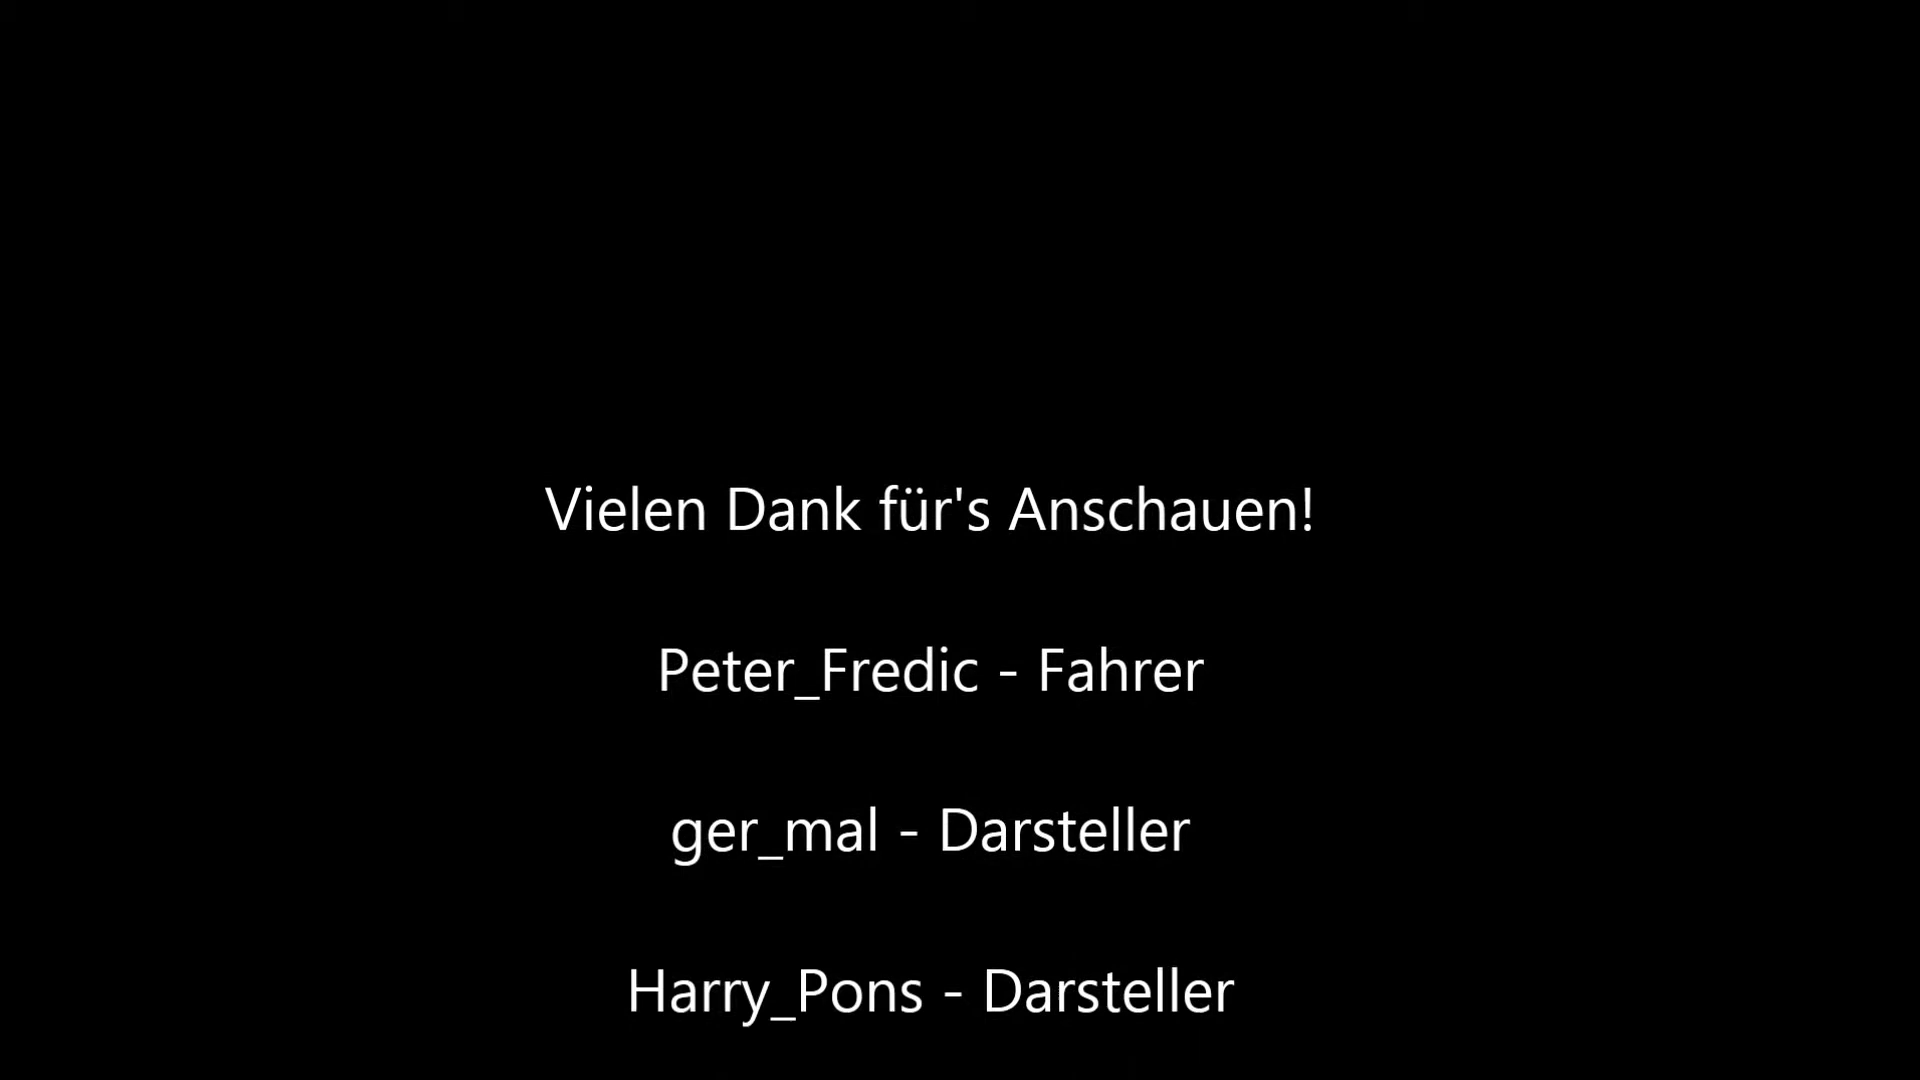 Vielen Dank für's Anschauen!
Peter_Fredic - Fahrer
ger_mal - Darsteller
Harry_Pons - Darsteller